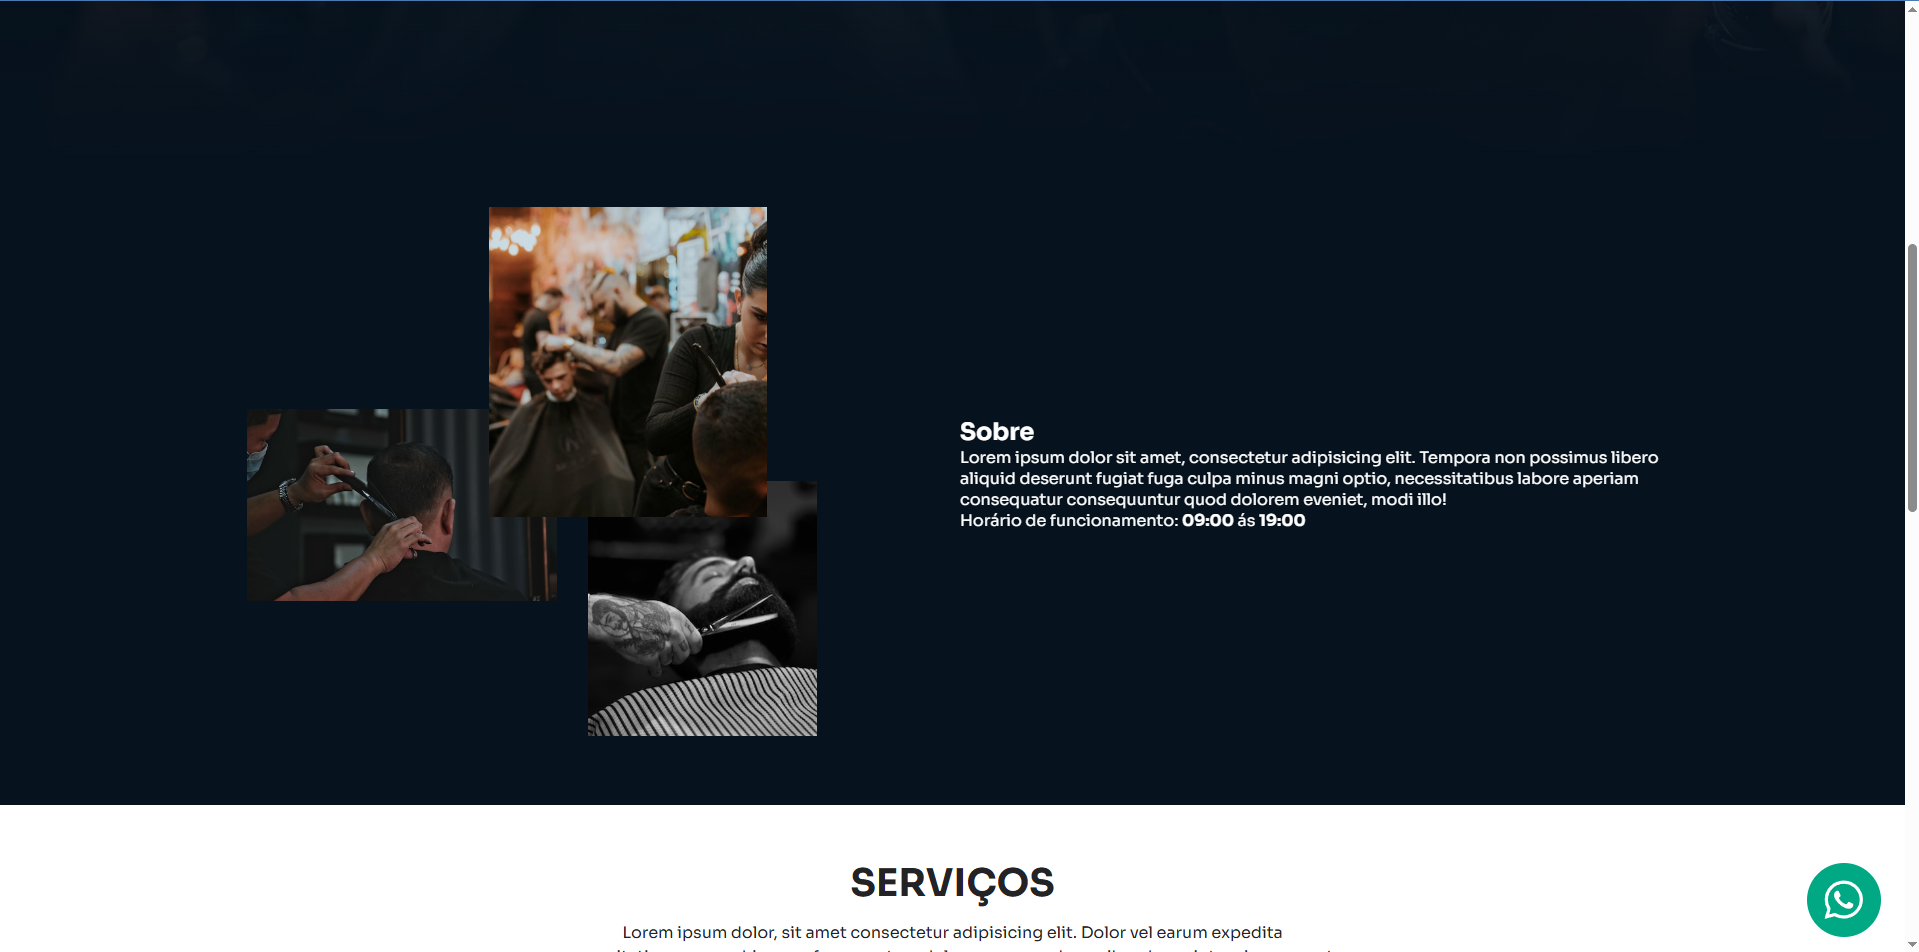 Sobre
Lorem ipsum dolor sit amet, consectetur adipisicing elit. Tempora non possimus libero
aliquid deserunt fugiat fuga culpa minus magni optio, necessitatibus labore aperiam
consequatur consequuntur quod dolorem eveniet, modi illo!
Horário de funcionamento: 09:00 ás 19:00
SERVIÇOS
Lorem ipsum dolor, sit amet consectetur adipisicing elit. Dolor vel earum expedita